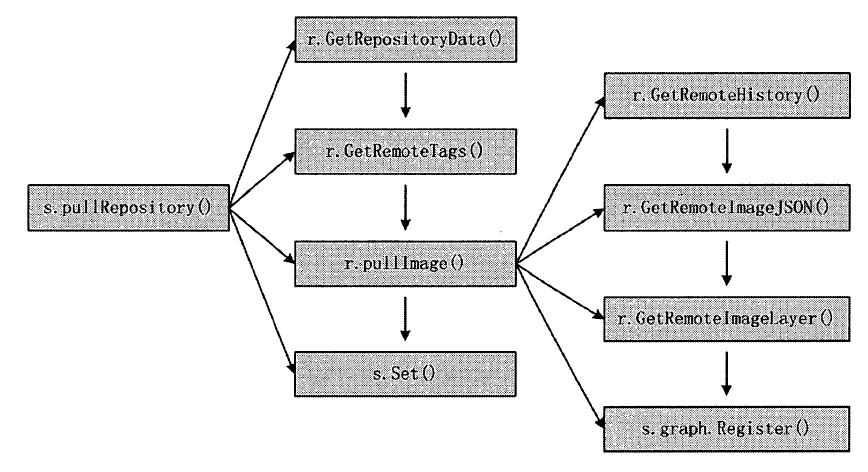 s.pullRepository()
r.GetRepositoryData()
r.GetRemoteTags()
r.pullImage()
s.Set()
r.GetRemoteHistory()
r.GetRemoteImageJSON()
r.GetRemoteImageLayer()
s.graph.Register()